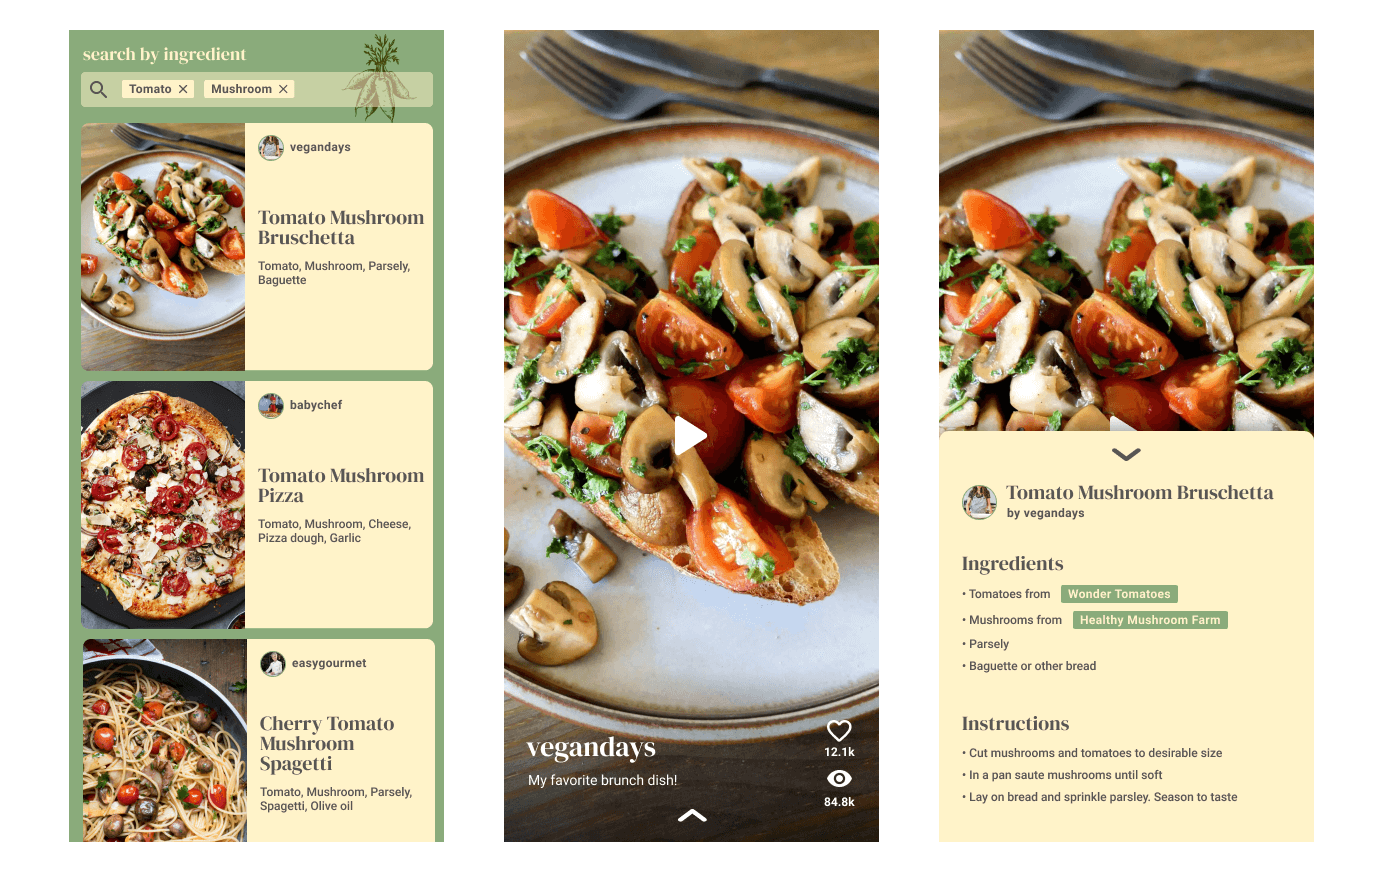 search by ingredient
Tomato ✕ Mushroom ✕
vegandays
Tomato Mushroom
Bruschetta
Tomato, Mushroom, Parsely,
Baguette
babychef
Tomato Mushroom
Pizza
Tomato, Mushroom, Cheese,
Pizza dough, Garlic
easygourmet
Cherry Tomato
Mushroom
Spagetti
Tomato, Mushroom, Parsely,
Spagetti, Olive oil
vegandays
My favorite brunch dish!
12.1k
84.8k
Tomato Mushroom Bruschetta
by vegandays
Ingredients
• Tomatoes from Wonder Tomatoes
• Mushrooms from Healthy Mushroom Farm
• Parsely
• Baguette or other bread
Instructions
• Cut mushrooms and tomatoes to desirable size
• In a pan saute mushrooms until soft
• Lay on bread and sprinkle parsley. Season to taste